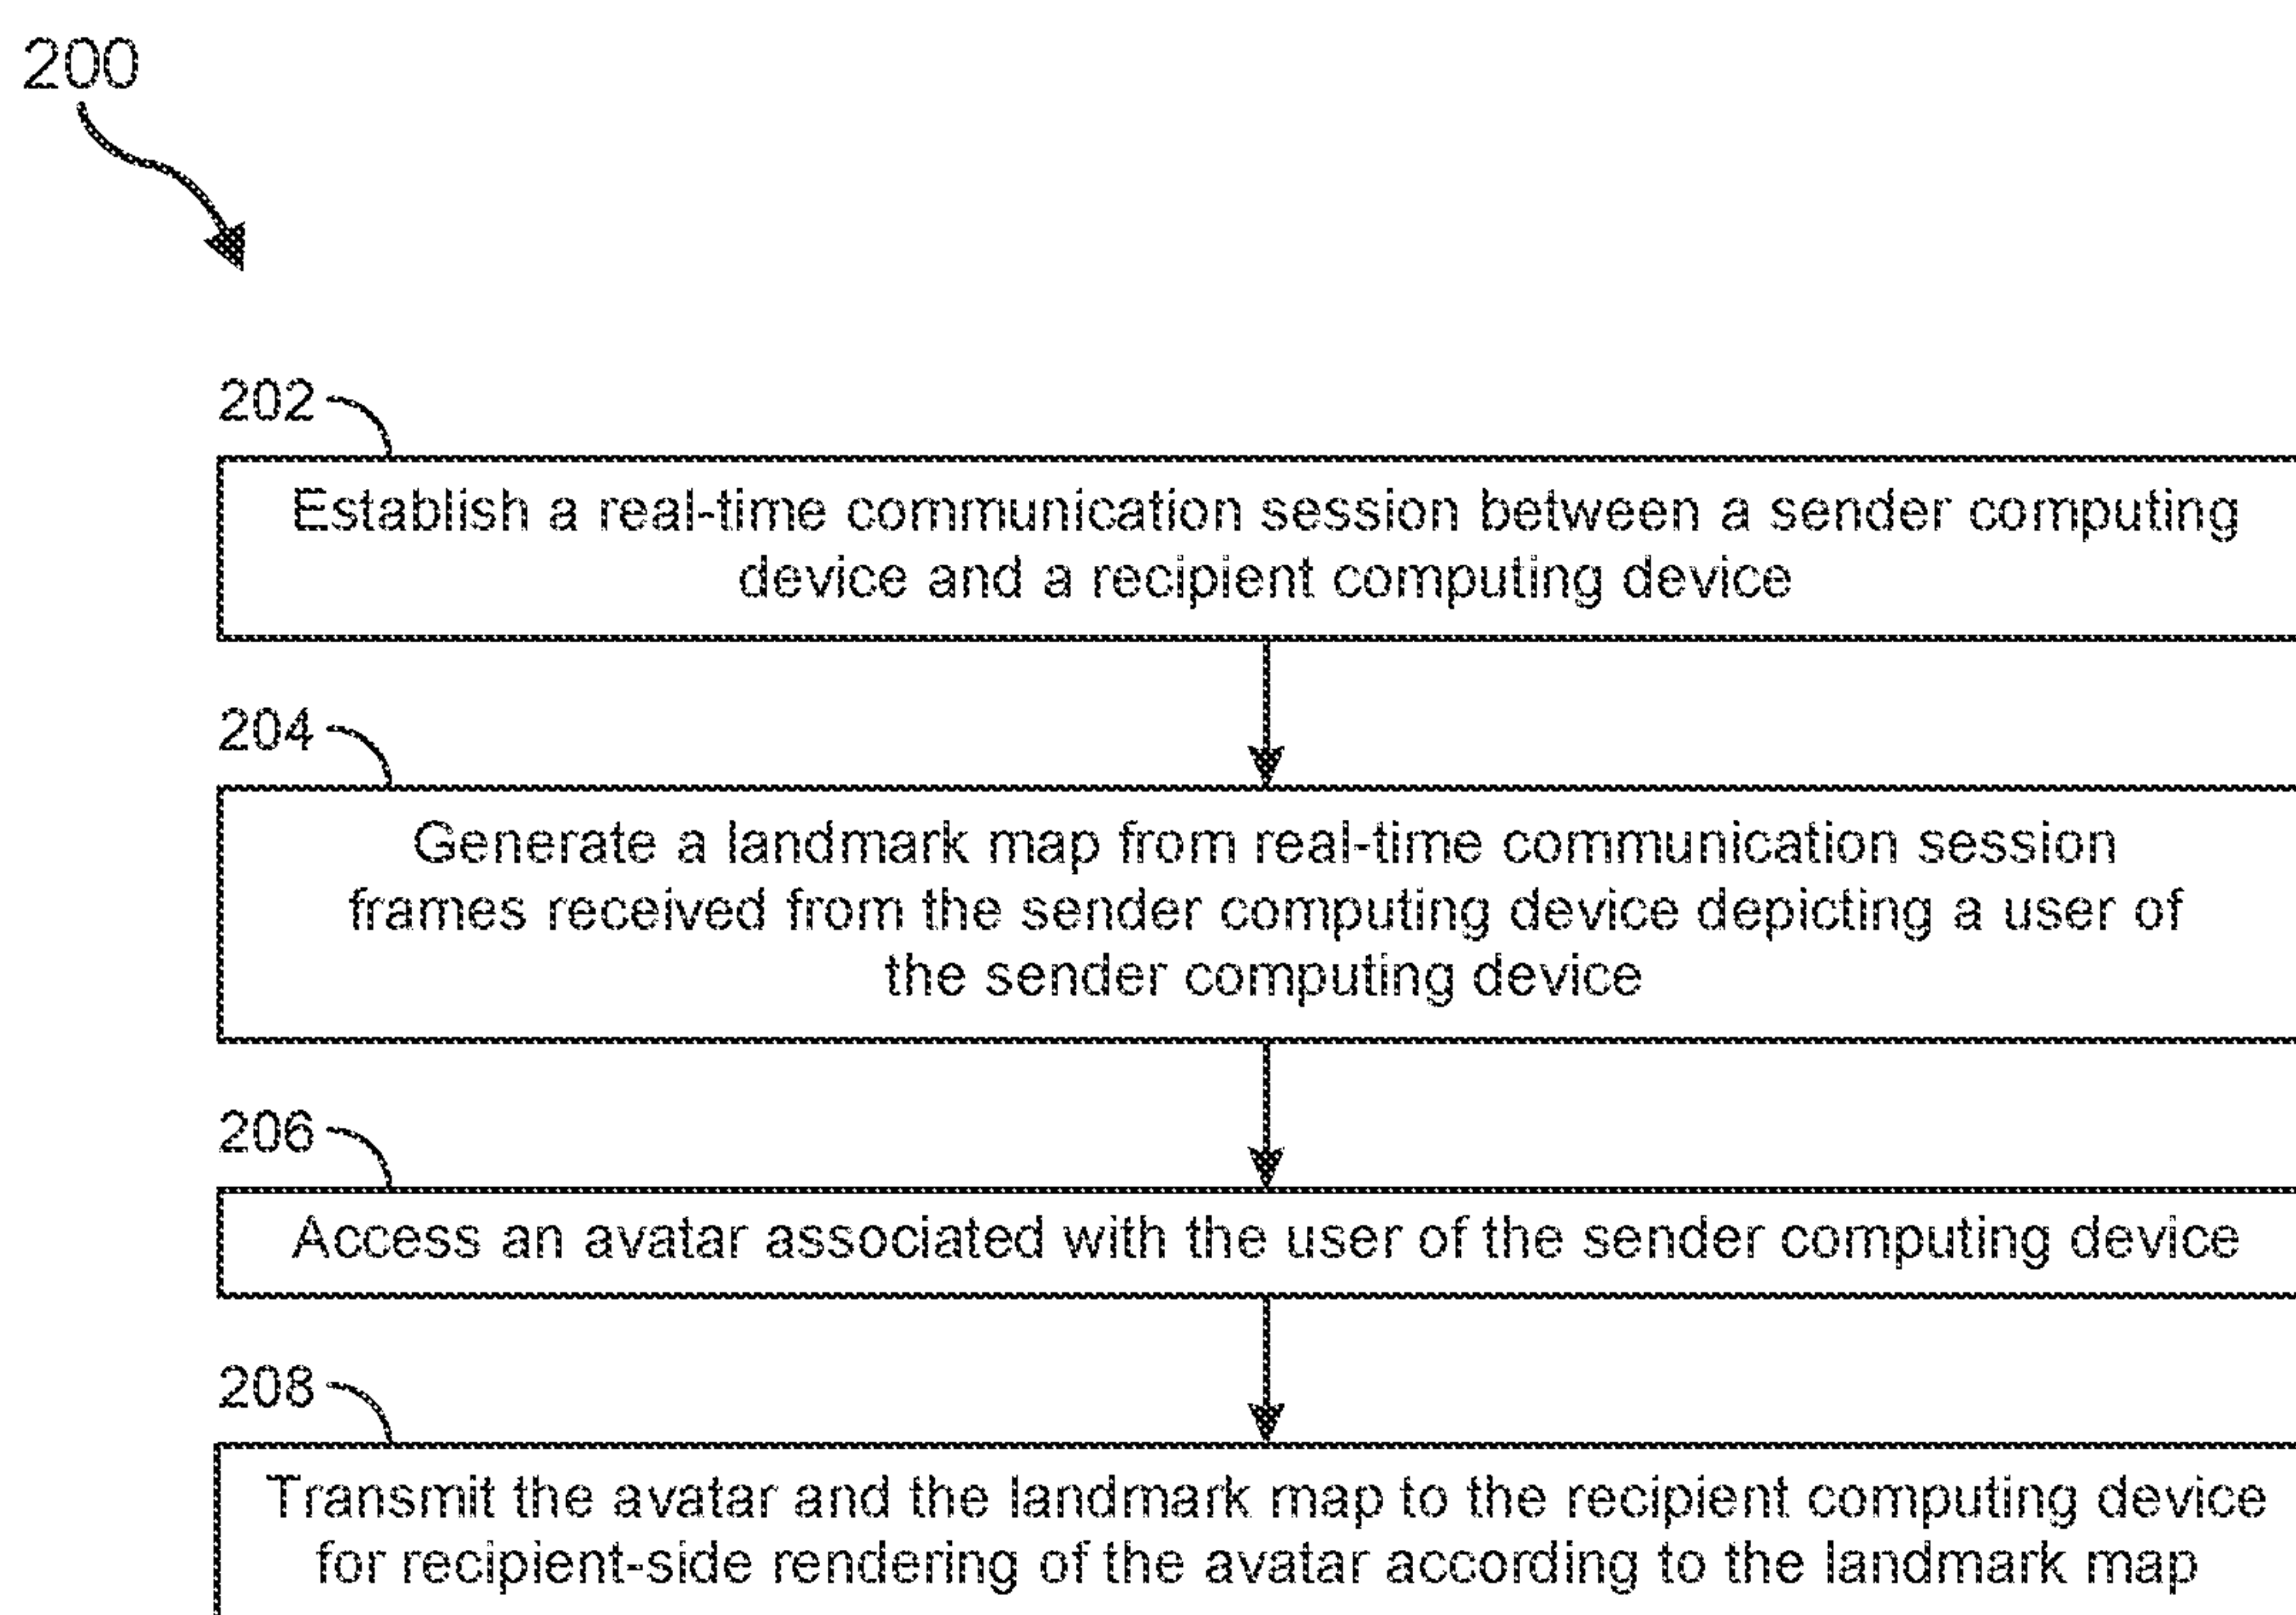 200
202
Establish a real-time communication session between a sender computing
device and a recipient computing device
204
Generate a landmark map from real-time communication session
frames received from the sender computing device depicting a user of
the sender computing device
206
Access an avatar associated with the user of the sender computing device
208
Transmit the avatar and the landmark map to the recipient computing device
for recipient-side rendering of the avatar according to the landmark map